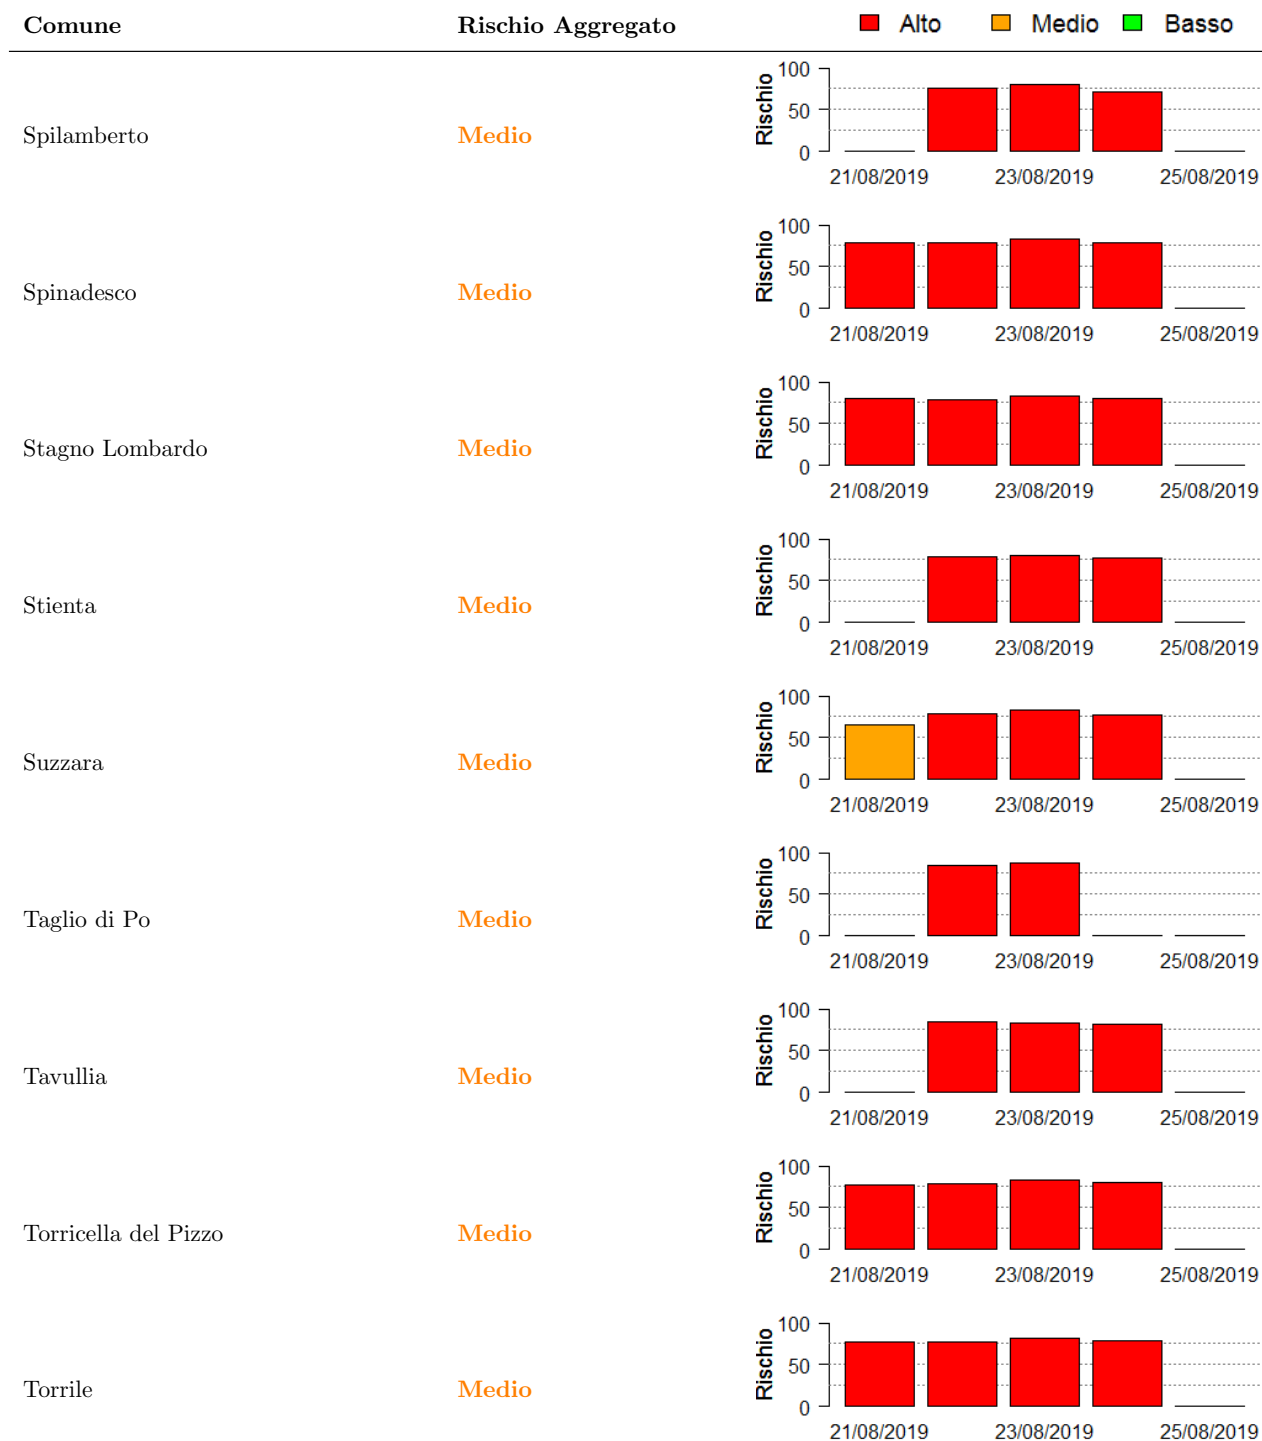 Comune Rischio Aggregato Alto Medio Basso
Spilamberto Medio Rischio 100 50 0
21/08/2019 23/08/2019 25/08/2019
Spinadesco Medio Rischio 100 50 0
21/08/2019 23/08/2019 25/08/2019
Stagno Lombardo Medio Rischio 100 50 0
21/08/2019 23/08/2019 25/08/2019
Stienta Medio Rischio 100 50 0
21/08/2019 23/08/2019 25/08/2019
Suzzara Medio Rischio 100 50 0
21/08/2019 23/08/2019 25/08/2019
Taglio di Po Medio Rischio 100 50 0
21/08/2019 23/08/2019 25/08/2019
Tavullia Medio Rischio 100 50 0
21/08/2019 23/08/2019 25/08/2019
Torricella del Pizzo Medio Rischio 100 50 0
21/08/2019 23/08/2019 25/08/2019
Torrile Medio Rischio 100 50 0
21/08/2019 23/08/2019 25/08/2019